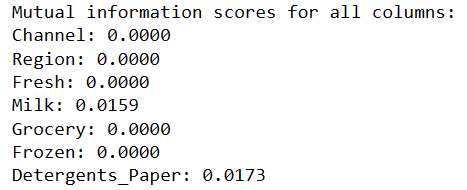 Mutual information scores for all columns:
Channel: 0.0000
Region: 0.0000
Fresh: 0.0000
Milk: 0.0159
Grocery: 0.0000
Frozen: 0.0000
Detergents_Paper: 0.0173